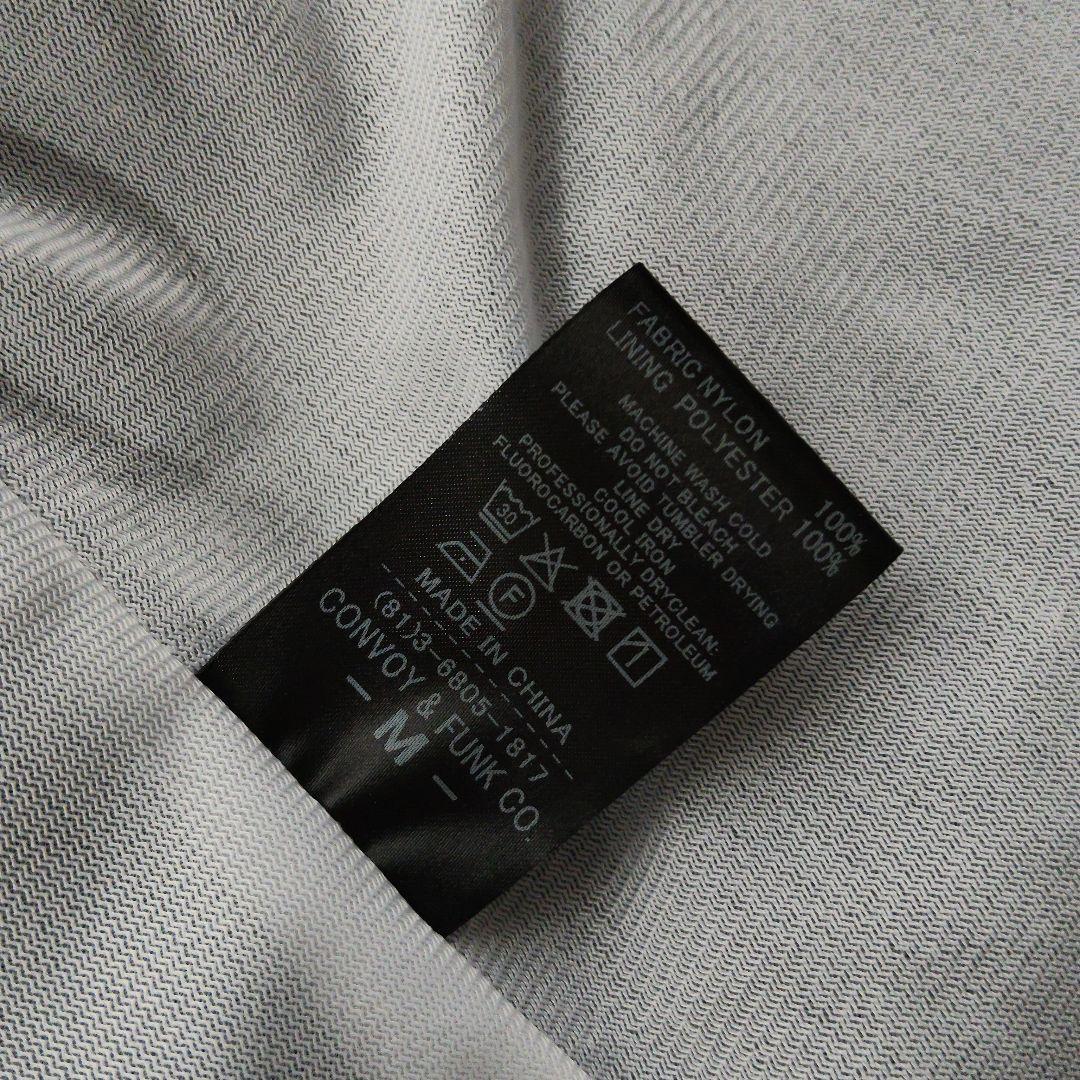 FABRIC NYLON 100%
LINING POLYESTER 100%
MACHINE WASH COLD
DO NOT BLEACH
PLEASE AVOID TUMBLER DRYING
LINE DRY
COOL IRON
PROFESSIONALLY DRYCLEAN:
FLUOROCARBON OR PETROLEUM
30
F
MADE IN CHINA
(81)3-6805-1817
CONVOY & FUNK CO.
- M -